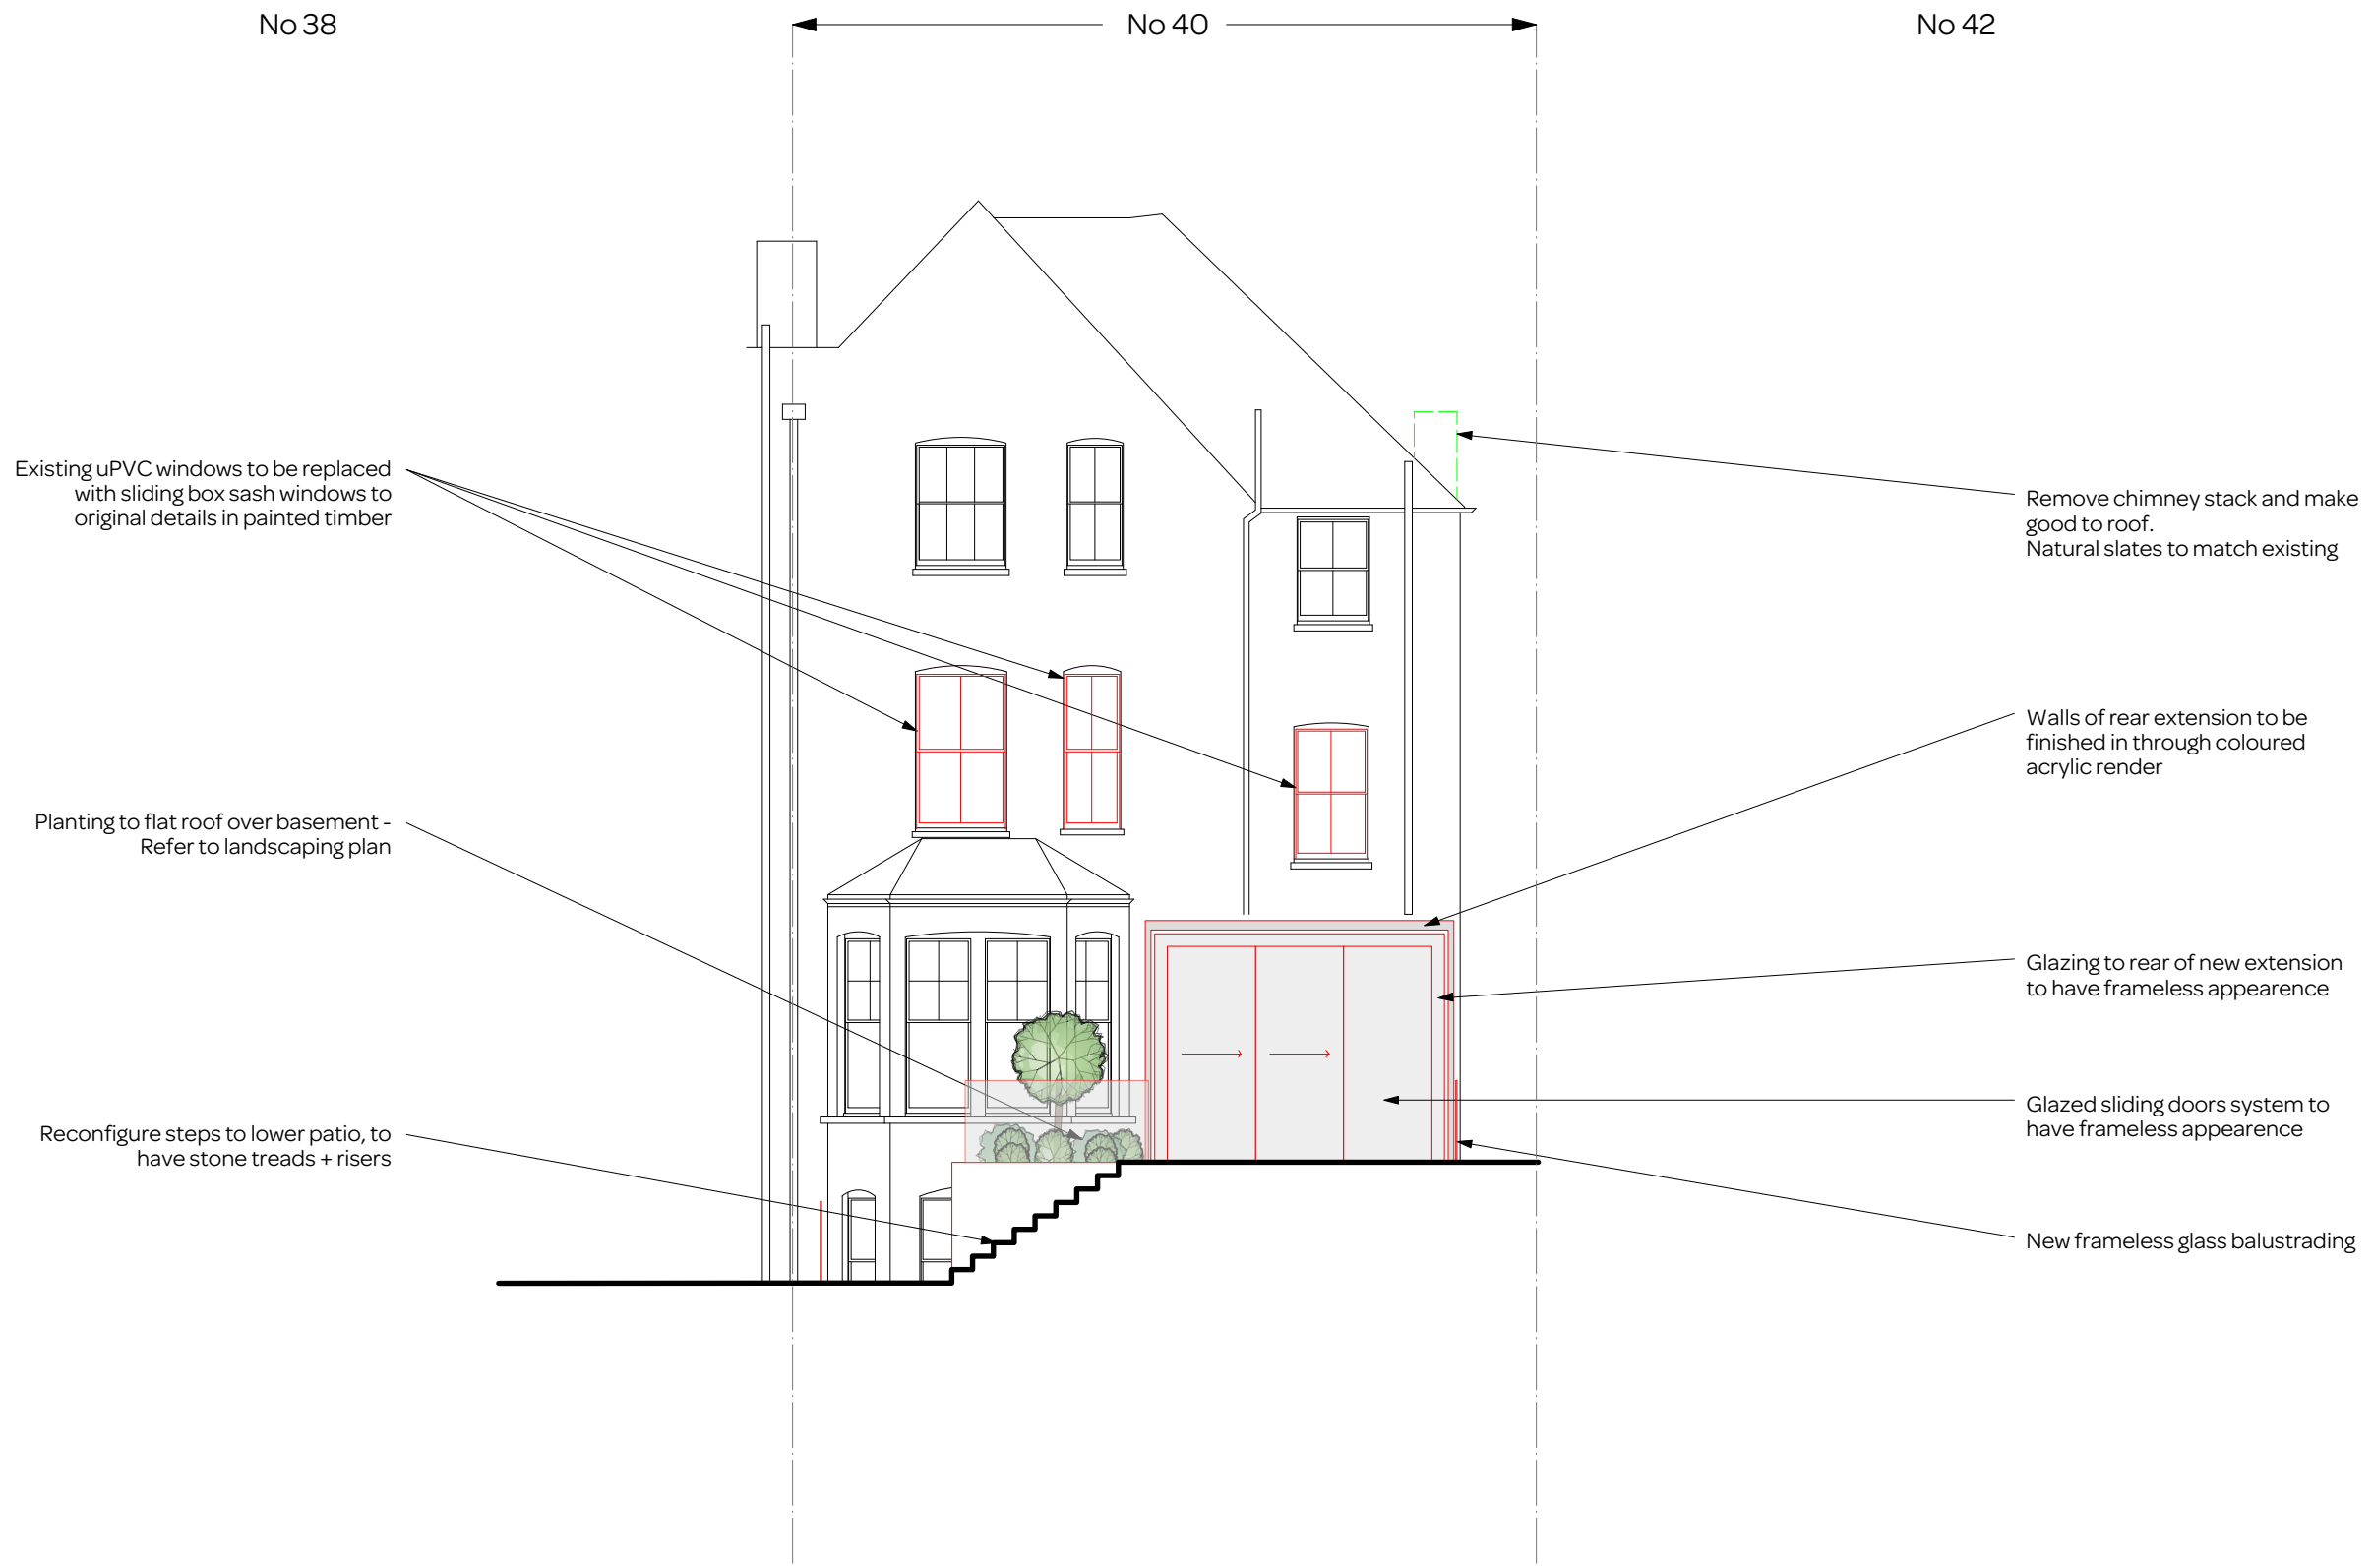 No 38
No 40
No 42
Existing uPVC windows to be replaced
with sliding box sash windows to
original details in painted timber
Planting to flat roof over basement -
Refer to landscaping plan
Reconfigure steps to lower patio, to
have stone treads + risers
Remove chimney stack and make
good to roof.
Natural slates to match existing
Walls of rear extension to be
finished in through coloured
acrylic render
Glazing to rear of new extension
to have frameless appearence
Glazed sliding doors system to
have frameless appearence
New frameless glass balustrading